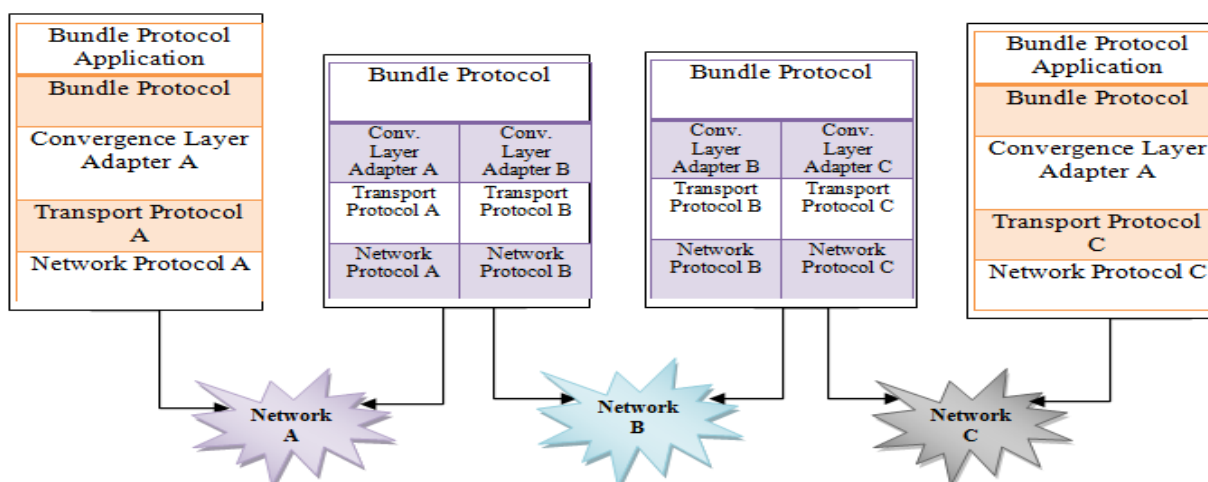 Bundle Protocol
Application
Bundle Protocol
Convergence Layer
Adapter A
Transport Protocol
A
Network Protocol A
Bundle Protocol
Conv.
Layer
Adapter A
Conv.
Layer
Adapter B
Transport
Protocol A
Transport
Protocol B
Network
Protocol A
Network
Protocol B
Bundle Protocol
Conv.
Layer
Adapter B
Conv.
Layer
Adapter C
Transport
Protocol B
Transport
Protocol C
Network
Protocol B
Network
Protocol C
Bundle Protocol
Application
Bundle Protocol
Convergence Layer
Adapter A
Transport Protocol
C
Network Protocol C
Network
A
Network
B
Network
C